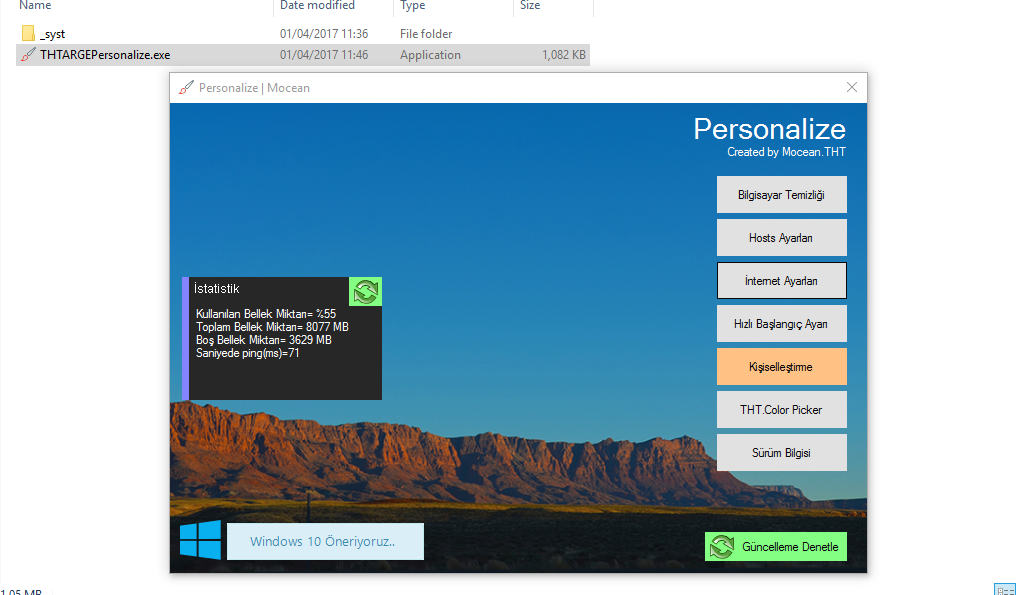 Name Date modified Type Size
_syst 01/04/2017 11:36 File folder
THTARGEPersonalize.exe 01/04/2017 11:46 Application 1,082 KB
Personalize | Mocean
Personalize
Created by Mocean.THT
Bilgisayar Temizliği
Hosts Ayarları
İnternet Ayarları
Hızlı Başlangıç Ayarı
Kişiselleştirme
THT.Color Picker
Sürüm Bilgisi
İstatistik
Kullanılan Bellek Miktarı= %55
Toplam Bellek Miktarı= 8077 MB
Boş Bellek Miktarı= 3629 MB
Saniyede ping(ms)=71
Windows 10 Öneriyoruz..
Güncelleme Denetle
1,05 MB